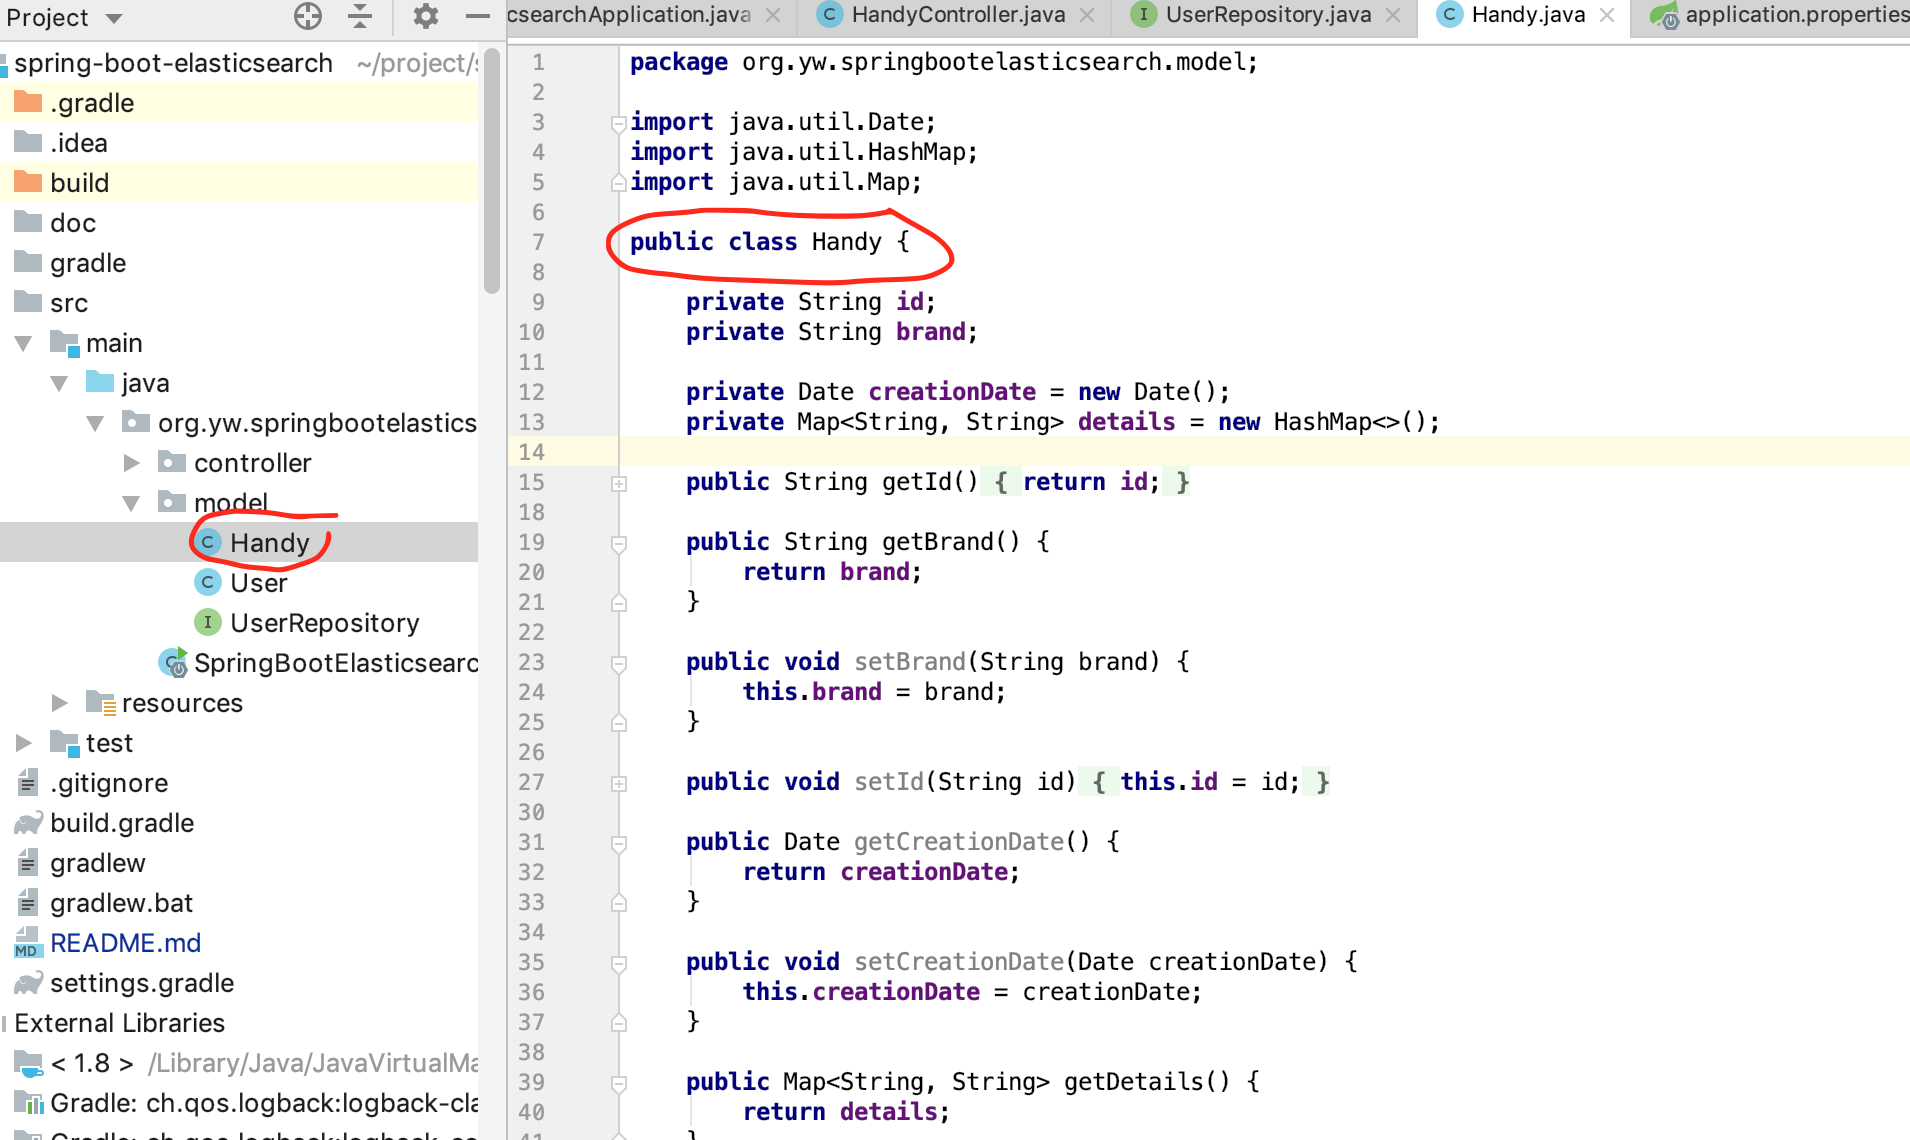 Project
csearchApplication.java
HandyController.java
UserRepository.java
Handy.java
application.properties
spring-boot-elasticsearch ~/project/s
.gradle
.idea
build
doc
gradle
src
main
java
org.yw.springbootelastics
controller
model
C Handy
C User
I UserRepository
SpringBootElasticsearc
resources
test
.gitignore
build.gradle
gradlew
gradlew.bat
MD README.md
settings.gradle
External Libraries
< 1.8 > /Library/Java/JavaVirtualMa
Gradle: ch.qos.logback:logback-cla
Gradle: ch.qos.logback:logback-co
1 package org.yw.springbootelasticsearch.model;
2
3 import java.util.Date;
4 import java.util.HashMap;
5 import java.util.Map;
6
7 public class Handy {
8
9 private String id;
10 private String brand;
11
12 private Date creationDate = new Date();
13 private Map<String, String> details = new HashMap<>();
14
15 public String getId() { return id; }
18
19 public String getBrand() {
20 return brand;
21 }
22
23 public void setBrand(String brand) {
24 this.brand = brand;
25 }
26
27 public void setId(String id) { this.id = id; }
30
31 public Date getCreationDate() {
32 return creationDate;
33 }
34
35 public void setCreationDate(Date creationDate) {
36 this.creationDate = creationDate;
37 }
38
39 public Map<String, String> getDetails() {
40 return details;
41 }